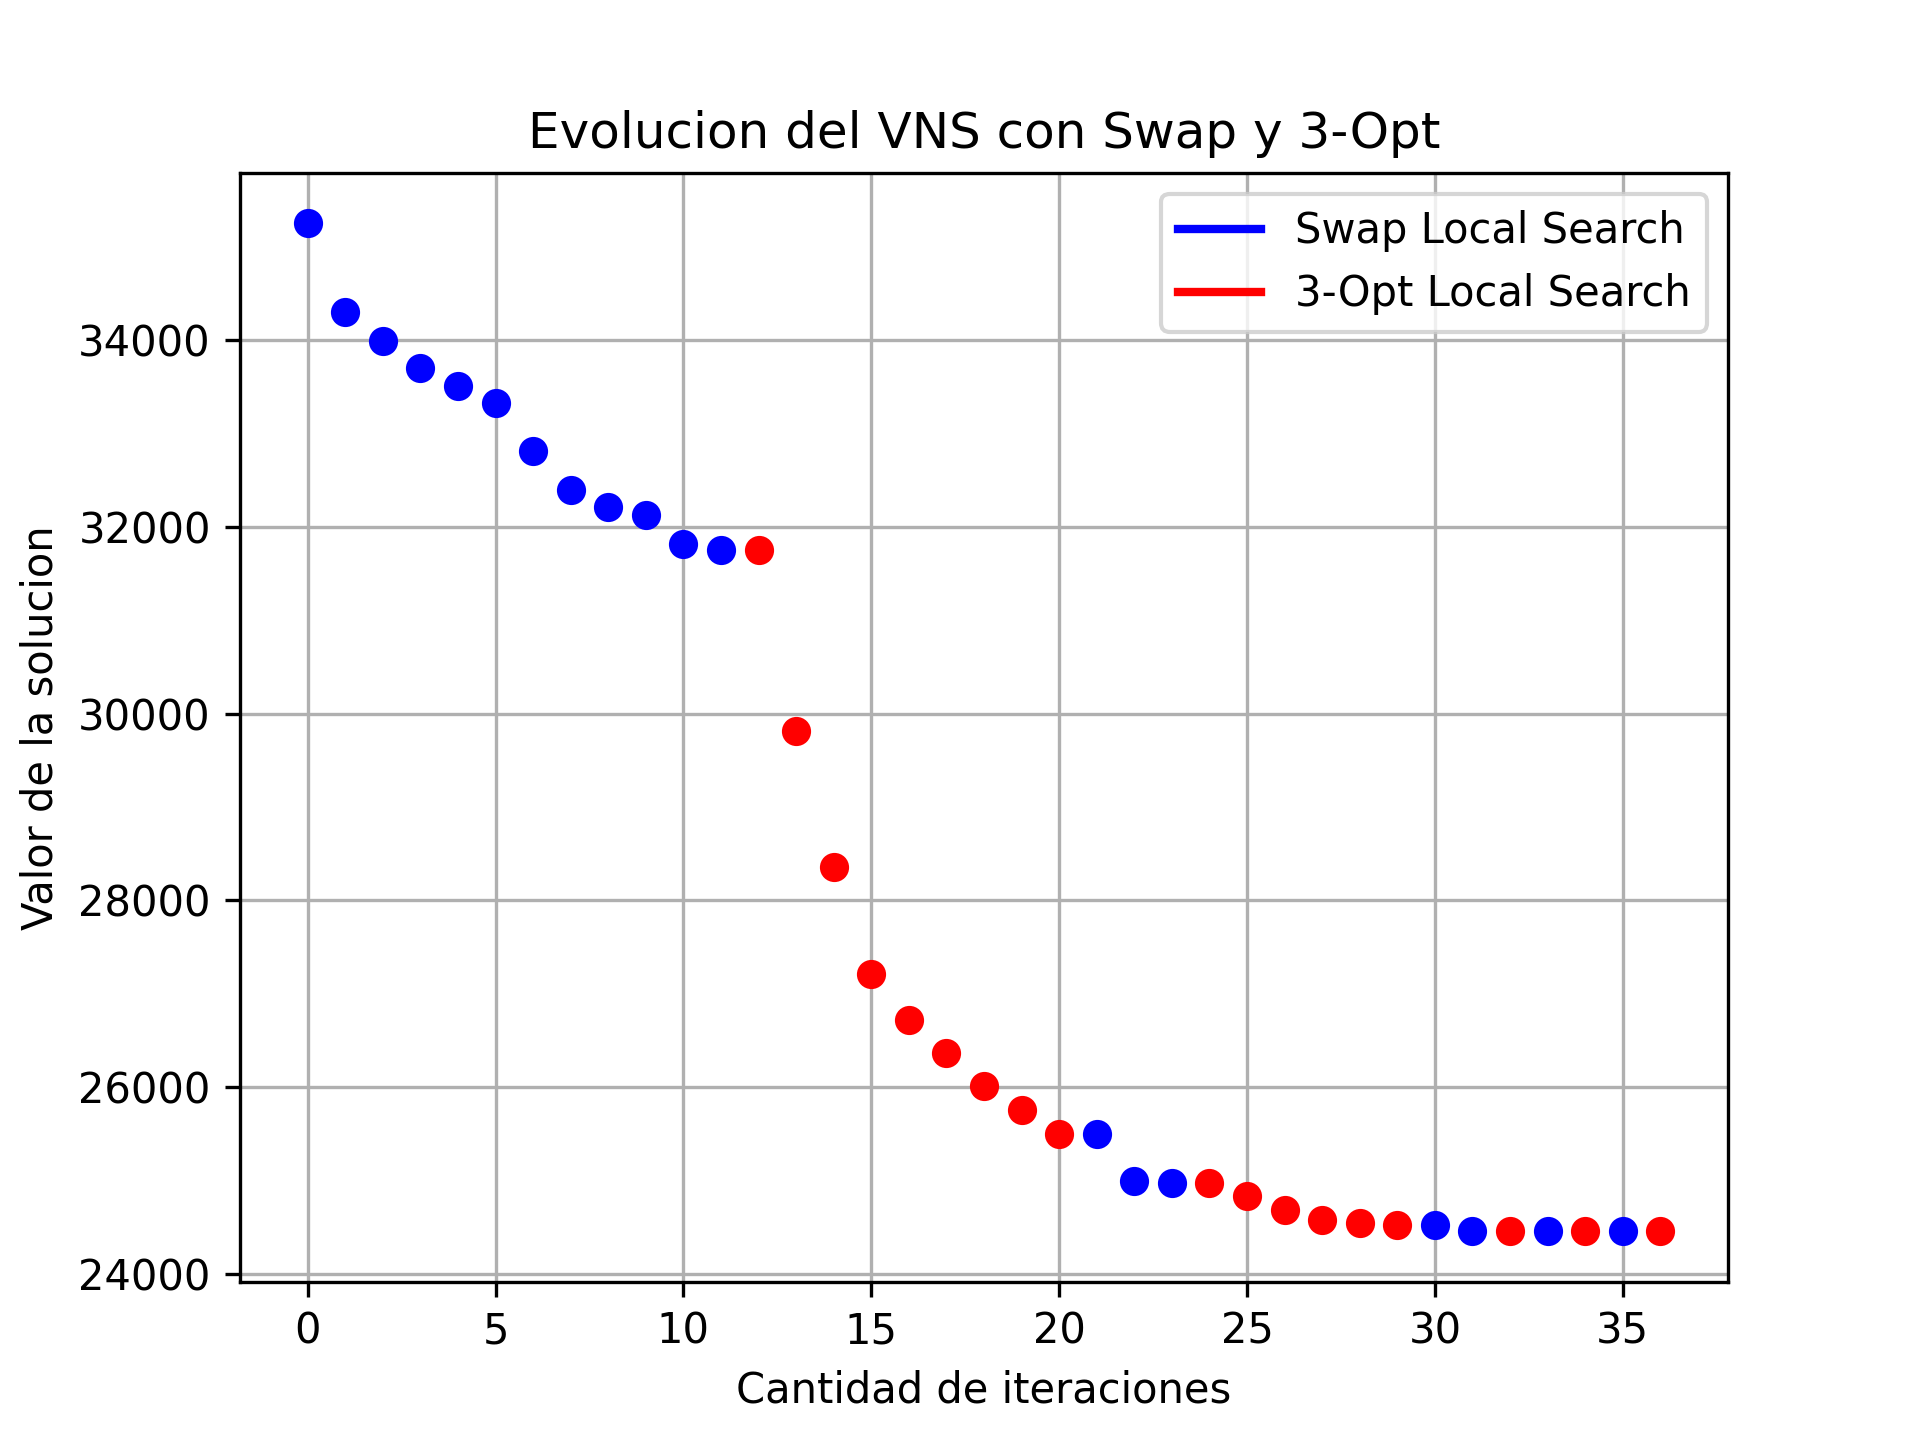 Evolucion del VNS con Swap y 3-Opt
Swap Local Search
3-Opt Local Search
Valor de la solucion
34000
32000
30000
28000
26000
24000
0 5 10 15 20 25 30 35
Cantidad de iteraciones